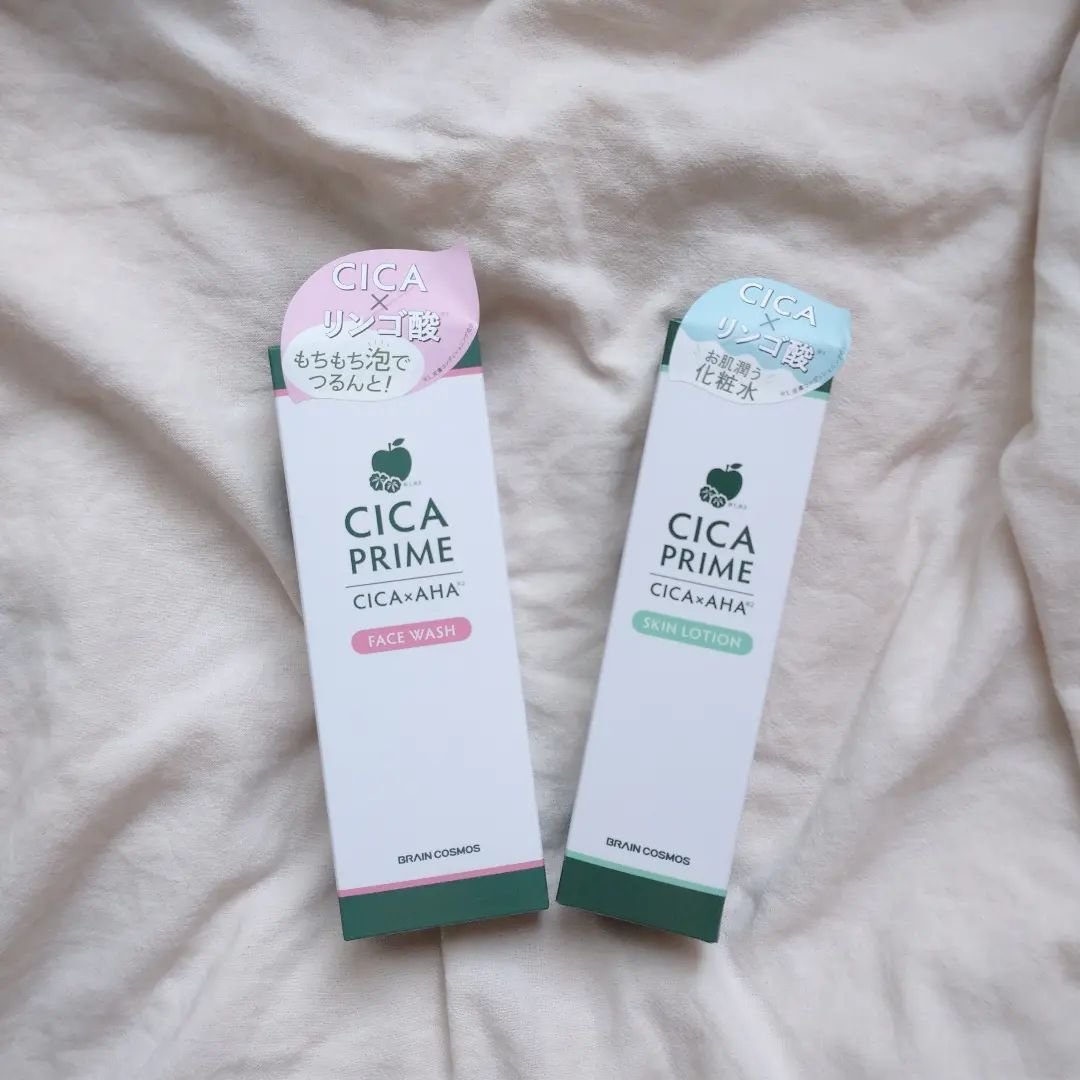 CICA
×
リンゴ酸
もちもち泡で
つるんと!
CICA
PRIME
CICA×AHA※2
FACE WASH
BRAIN COSMOS
CICA
×
リンゴ酸
お肌潤う
化粧水
CICA
PRIME
CICA×AHA※2
SKIN LOTION
BRAIN COSMOS